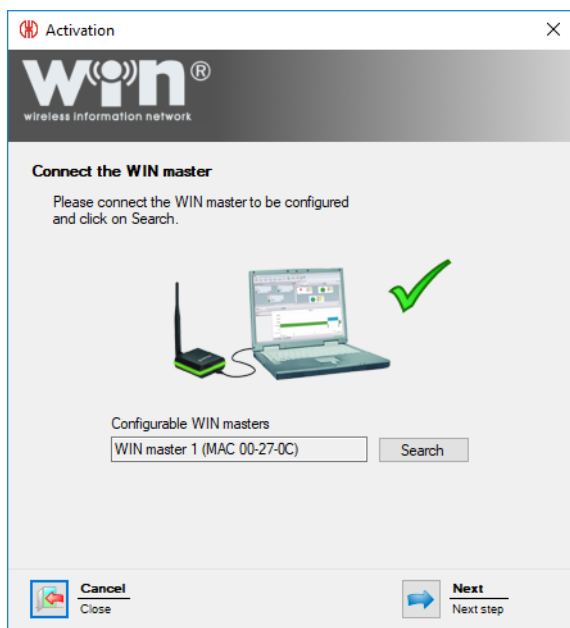 Activation
WiN®
wireless information network
Connect the WIN master
Please connect the WIN master to be configured
and click on Search.
Configurable WIN masters
WIN master 1 (MAC 00-27-0C)
Search
Cancel
Close
Next
Next step